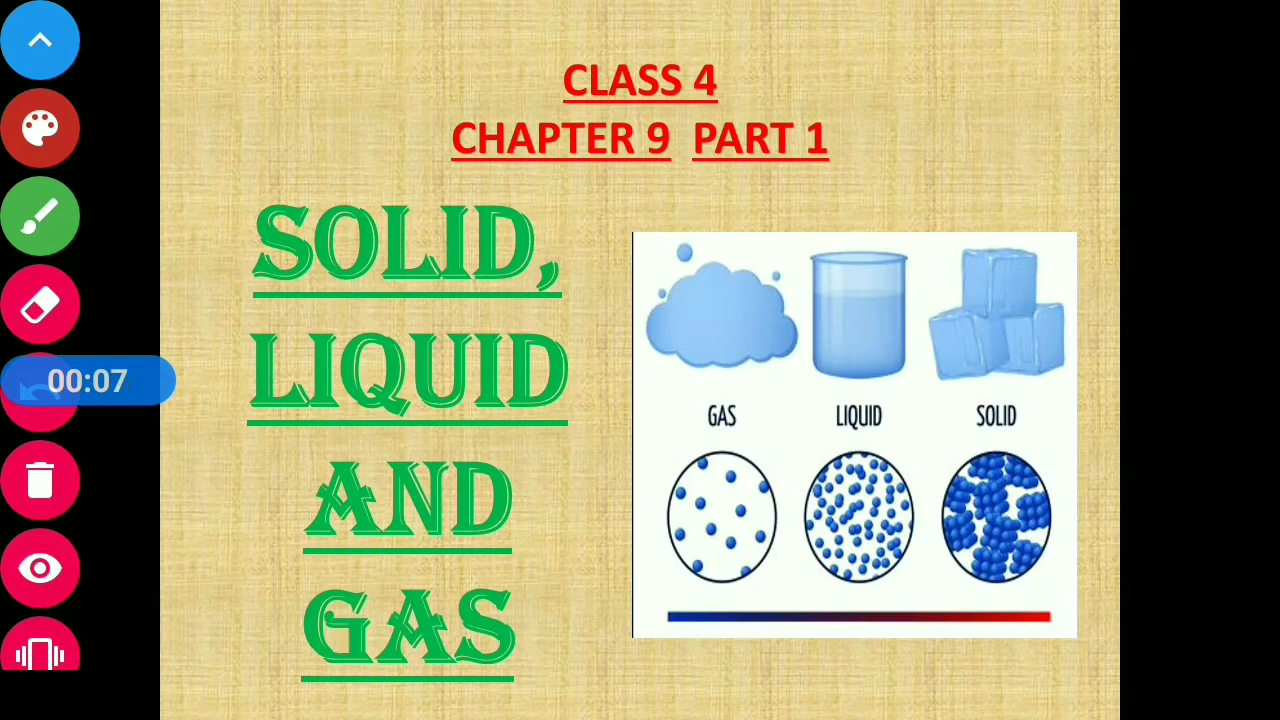 CLASS 4
CHAPTER 9 PART 1
SOLID,
LIQUID
AND
GAS
GAS LIQUID SOLID
00:07